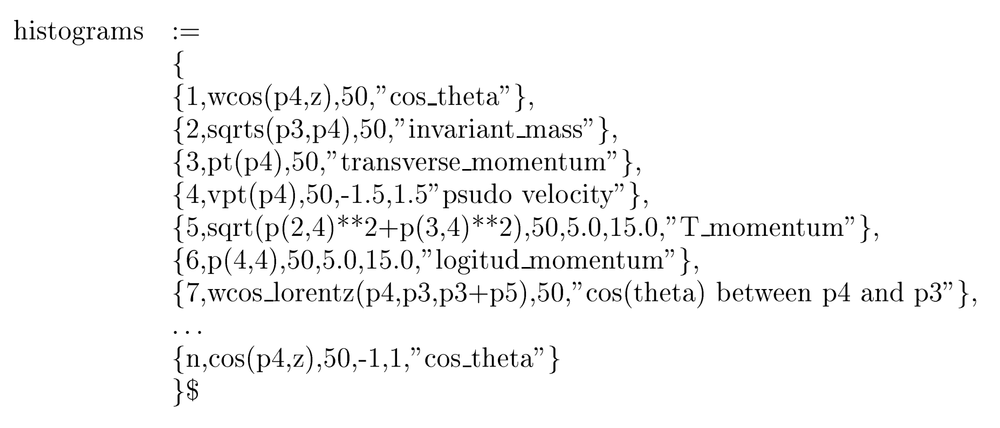 histograms :=
{
{1,wcos(p4,z),50,”cos_theta”},
{2,sqrts(p3,p4),50,”invariant_mass”},
{3,pt(p4),50,”transverse_momentum”},
{4,vpt(p4),50,-1.5,1.5”psudo velocity”},
{5,sqrt(p(2,4)**2+p(3,4)**2),50,5.0,15.0,”T_momentum”},
{6,p(4,4),50,5.0,15.0,”logitud_momentum”},
{7,wcos_lorentz(p4,p3,p3+p5),50,”cos(theta) between p4 and p3”},
...
{n,cos(p4,z),50,-1,1,”cos_theta”}
}$